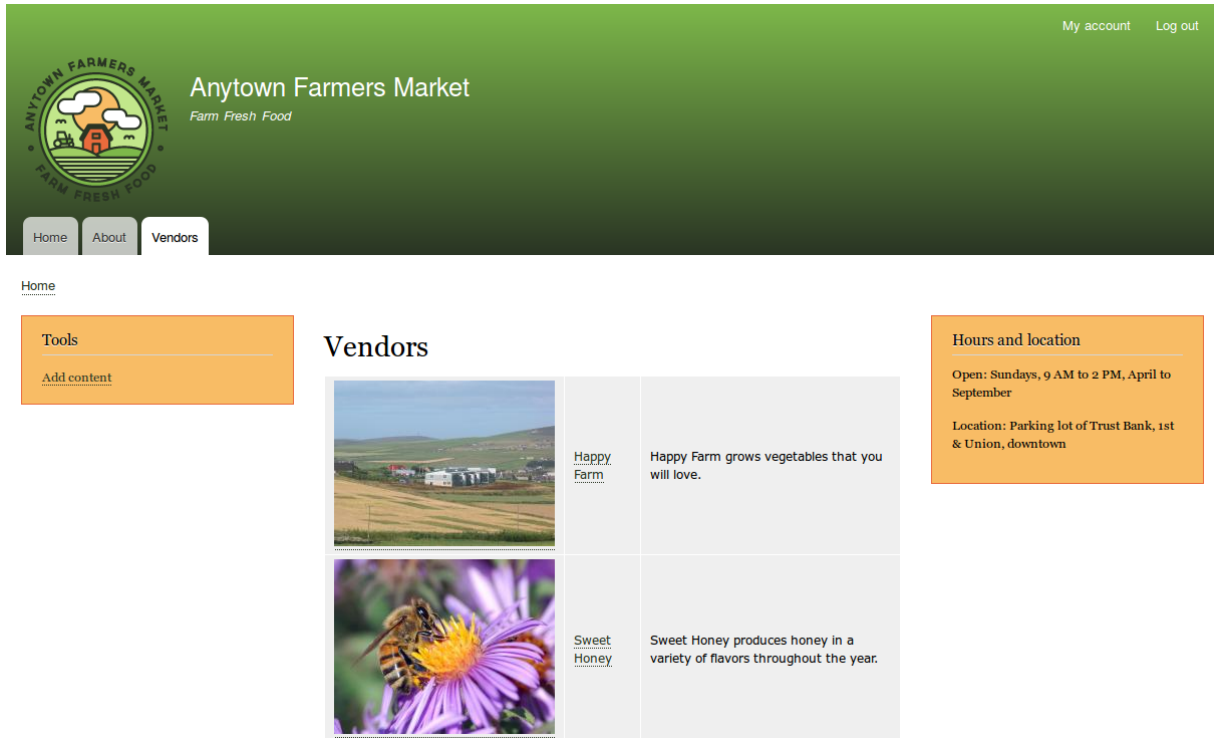 My account
Log out
ANYTOWN FARMERS MARKET
FARM FRESH FOOD
Anytown Farmers Market
Farm Fresh Food
Home
About
Vendors
Home
Tools
Add content
Vendors
Happy
Farm
Happy Farm grows vegetables that you
will love.
Sweet
Honey
Sweet Honey produces honey in a
variety of flavors throughout the year.
Hours and location
Open: Sundays, 9 AM to 2 PM, April to
September
Location: Parking lot of Trust Bank, 1st
& Union, downtown